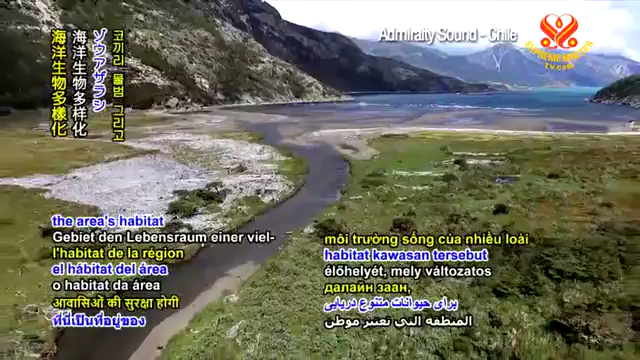 Admiralty Sound - Chile
SUPREME MASTER
TV.com
코끼리 물범 그리고
ゾウアザラシ
海洋生物多样化
海洋生物多樣化
the area's habitat
Gebiet den Lebensraum einer viel-
l'habitat de la région
el hábitat del área
o habitat da área
आवासिओं की सुरक्षा होगी
ที่นี่เป็นที่อยู่ของ
môi trường sống của nhiều loài
habitat kawasan tersebut
élőhelyét, mely változatos
далайн заан,
برای حیوانات متنوع دریایی
المنطقة التي تعتبر موطن